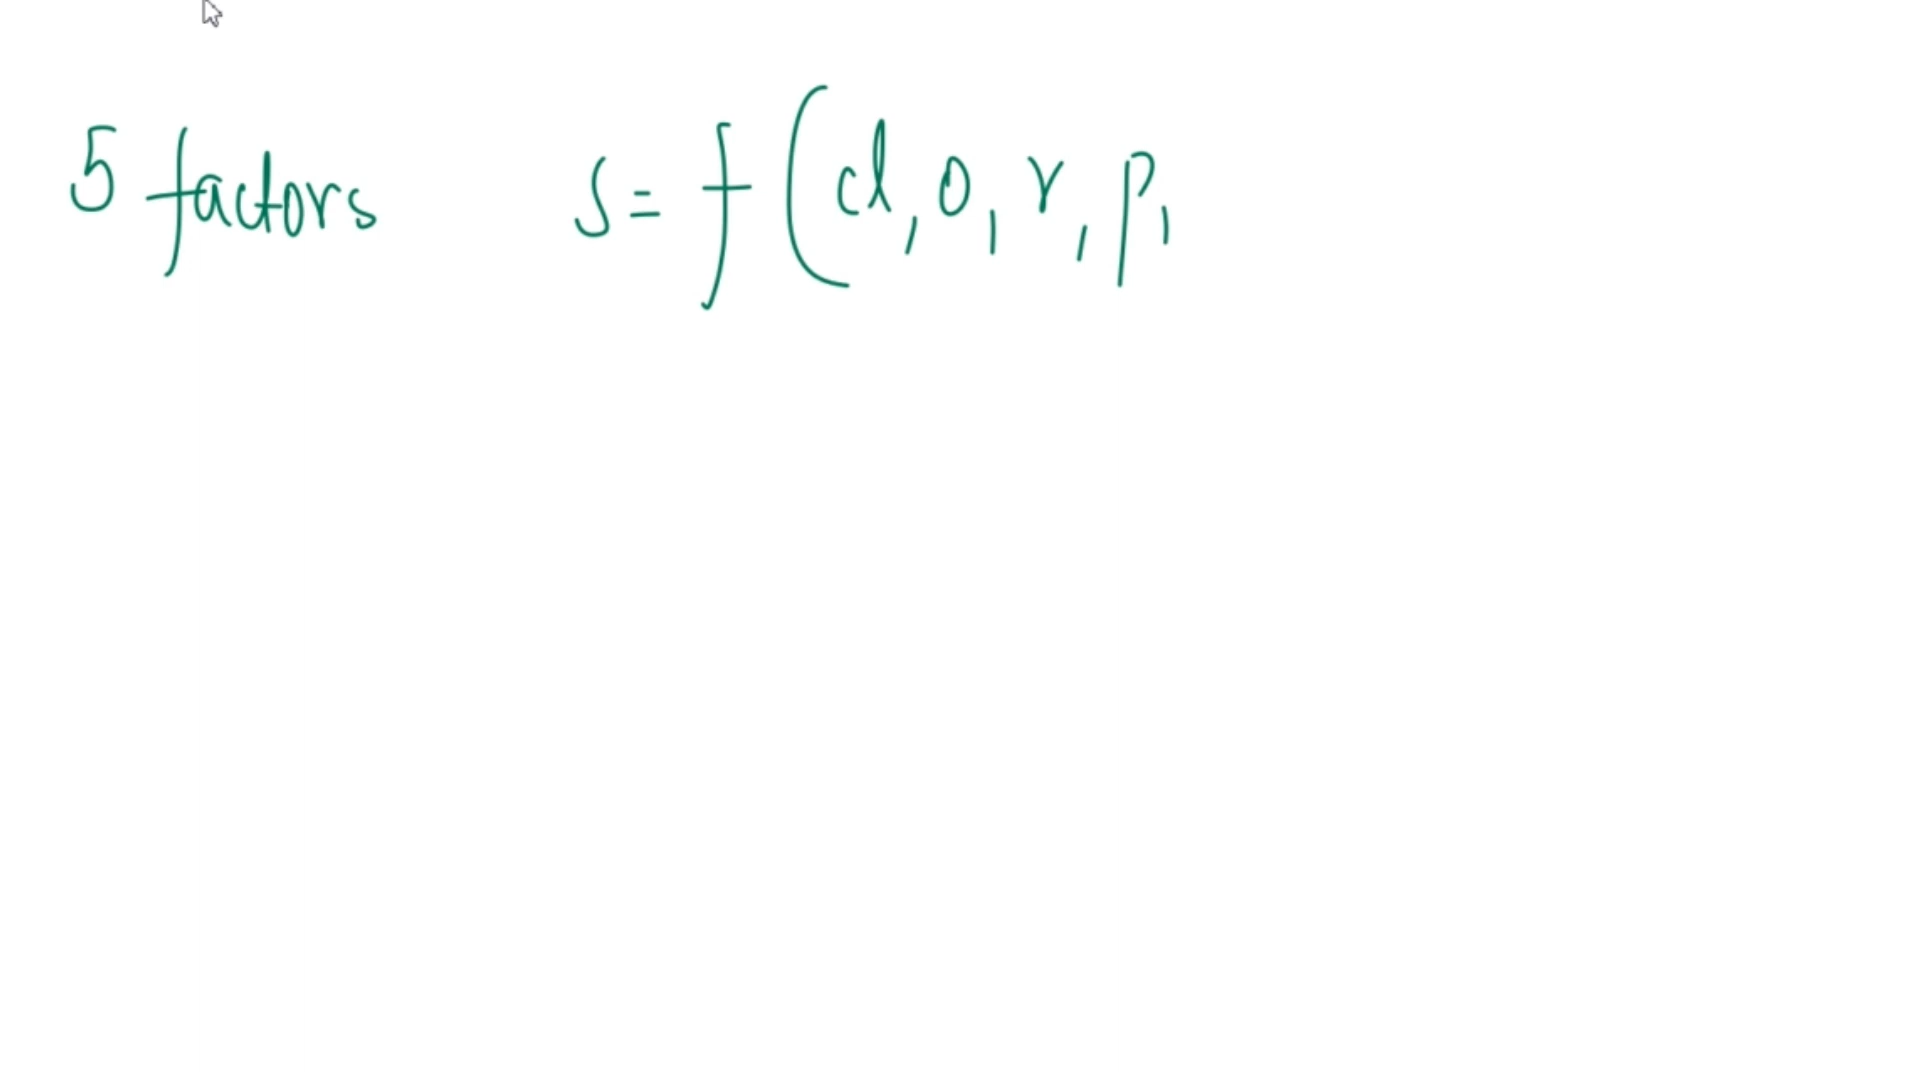 5 factors s = f (cl, o, r, p,